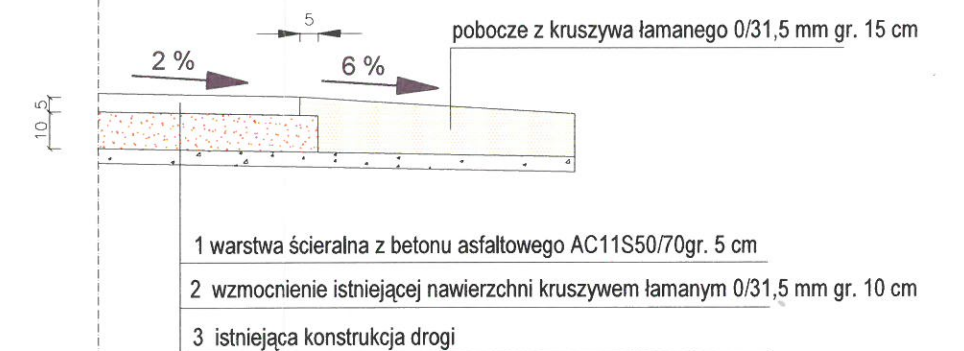 5
pobocze z kruszywa łamanego 0/31,5 mm gr. 15 cm
2 %
6 %
5
10
1 warstwa ścieralna z betonu asfaltowego AC11S50/70gr. 5 cm
2 wzmocnienie istniejącej nawierzchni kruszywem łamanym 0/31,5 mm gr. 10 cm
3 istniejąca konstrukcja drogi